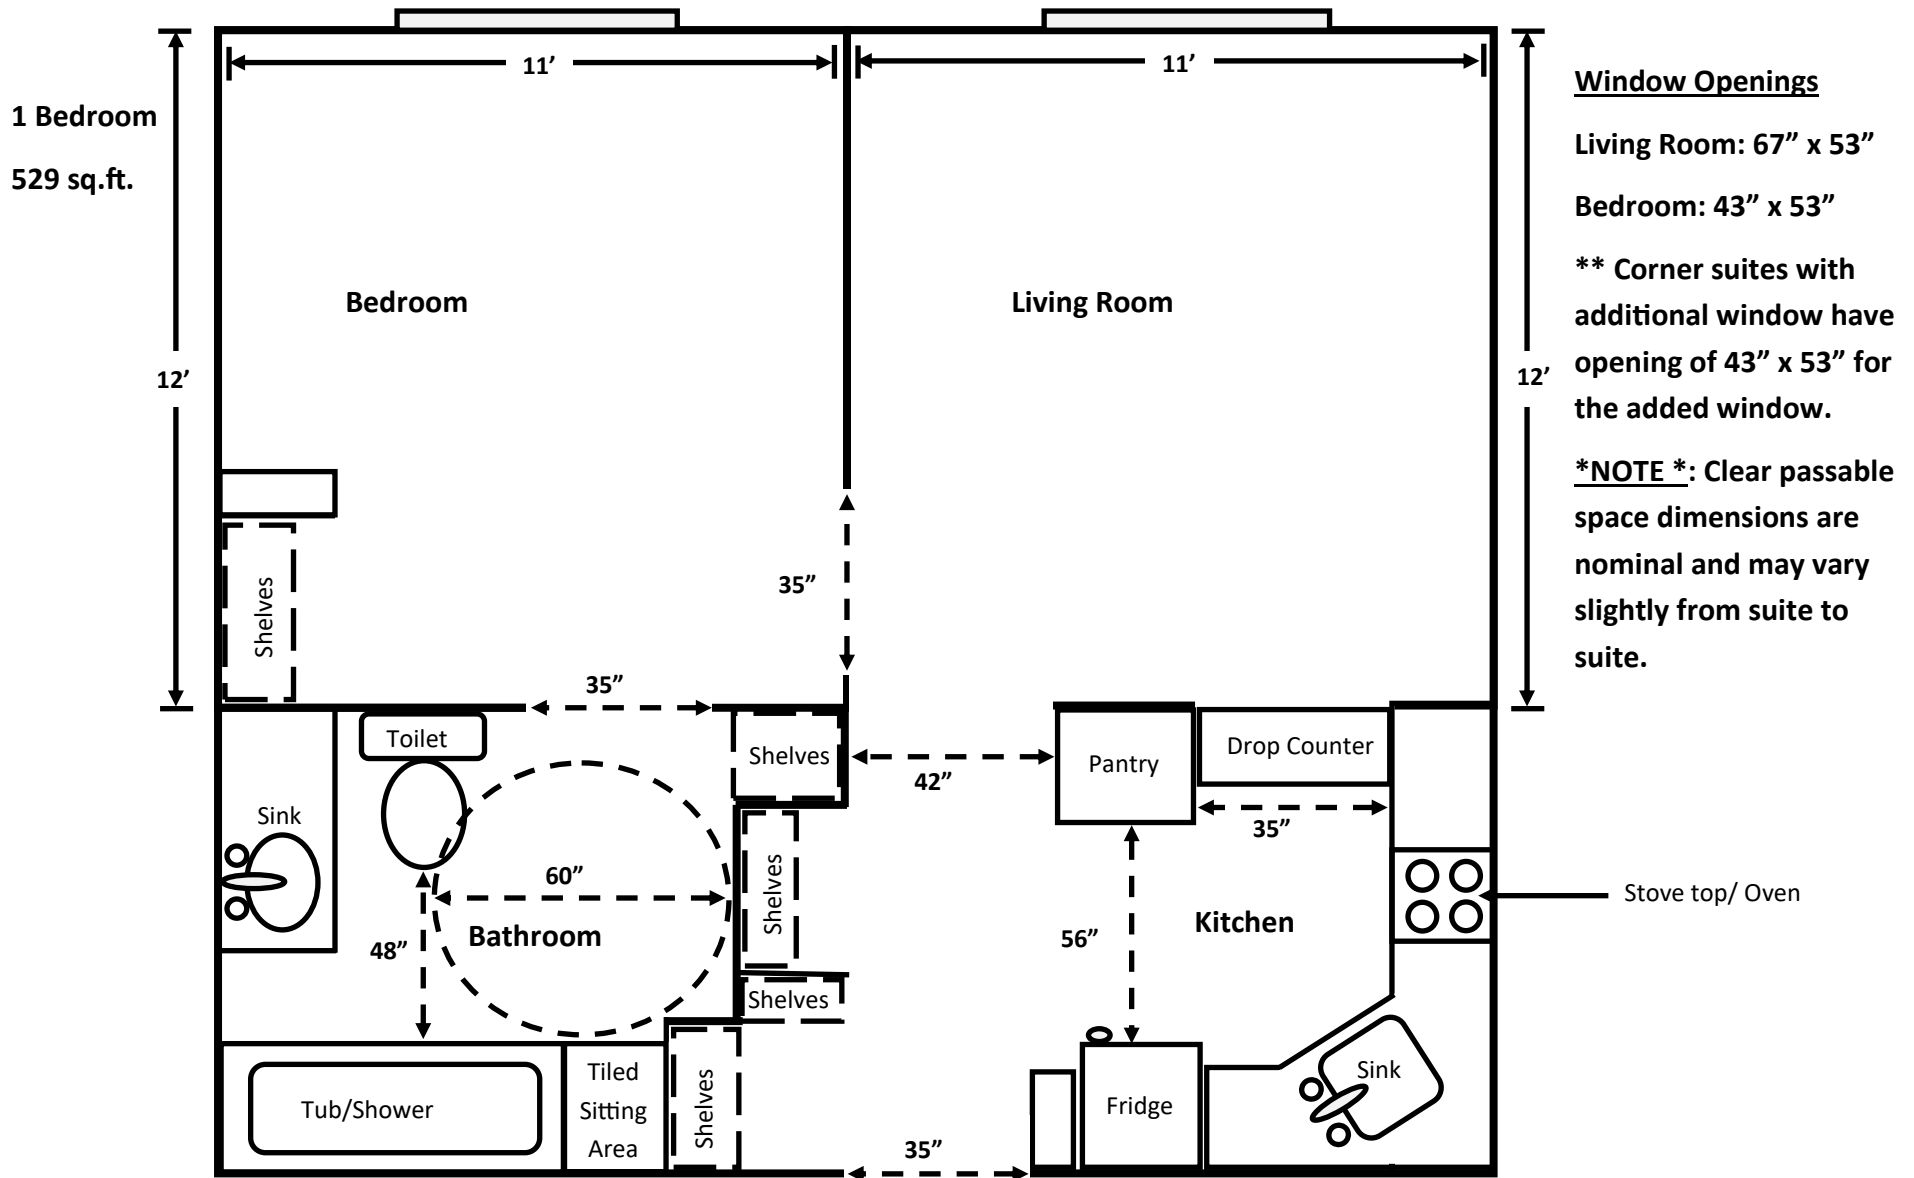 1 Bedroom
529 sq.ft.
11’
11’
12’
12’
Window Openings
Living Room: 67” x 53”
Bedroom: 43” x 53”
** Corner suites with
additional window have
opening of 43” x 53” for
the added window.
*NOTE *: Clear passable
space dimensions are
nominal and may vary
slightly from suite to
suite.
Bedroom
Living Room
Shelves
35”
35”
Toilet
Shelves
42”
Pantry
Drop Counter
35”
Sink
60”
Shelves
Bathroom
48”
56”
Kitchen
Stove top/ Oven
Shelves
Tub/Shower
Tiled
Sitting
Area
Shelves
Fridge
Sink
35”